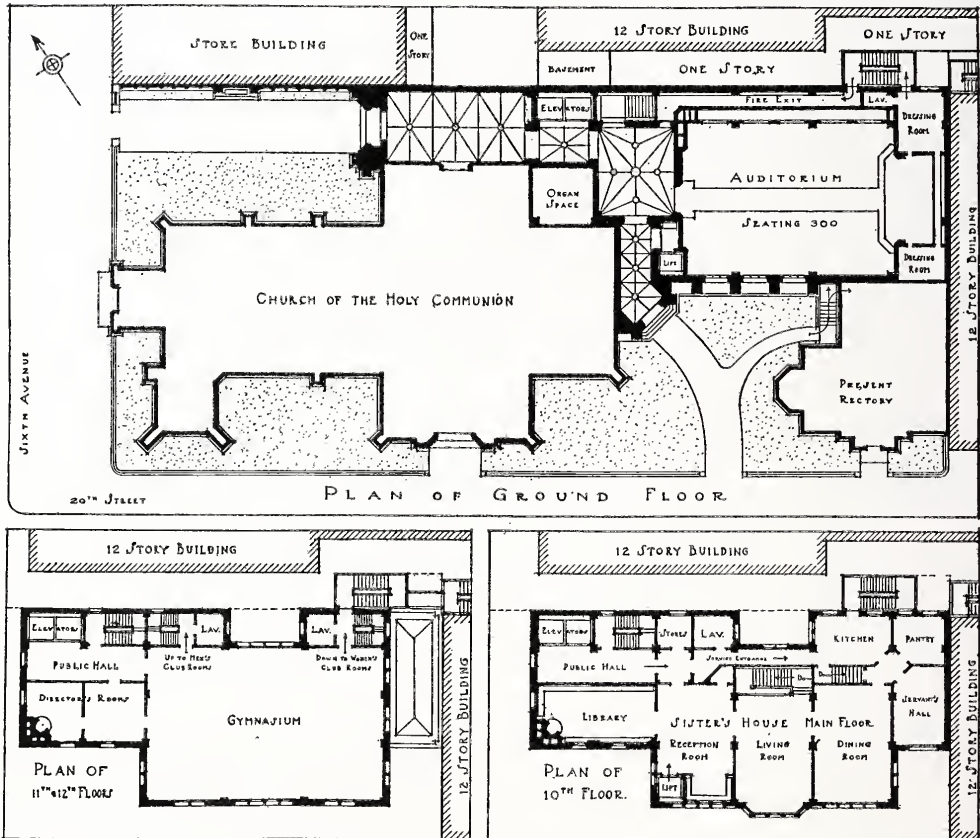 STORE BUILDING
ONE
STORY
12 STORY BUILDING
ONE STORY
BASEMENT
ONE STORY
ELEVATORS
FIRE EXIT
LAV.
DRESSING
ROOM
ORGAN
SPACE
AUDITORIUM
SEATING 300
LIFT
DRESSING
ROOM
12 STORY BUILDING
CHURCH OF THE HOLY COMMUNION
PRESENT
RECTORY
SIXTH AVENUE
20TH STREET
PLAN OF GROUND FLOOR
12 STORY BUILDING
ELEVATORS
LAV.
LAV.
UP TO MEN'S
CLUB ROOMS
DOWN TO WOMEN'S
CLUB ROOMS
PUBLIC HALL
DIRECTOR'S ROOMS
GYMNASIUM
12 STORY BUILDING
PLAN OF
11TH & 12TH FLOORS
12 STORY BUILDING
ELEVATORS
STORES
LAV.
KITCHEN
PANTRY
PUBLIC HALL
SERVICE ENTRANCE
LIBRARY
SERVANT'S
HALL
SISTER'S HOUSE MAIN FLOOR
RECEPTION
ROOM
LIVING
ROOM
DINING
ROOM
LIFT
12 STORY BUILDING
PLAN OF
10TH FLOOR.